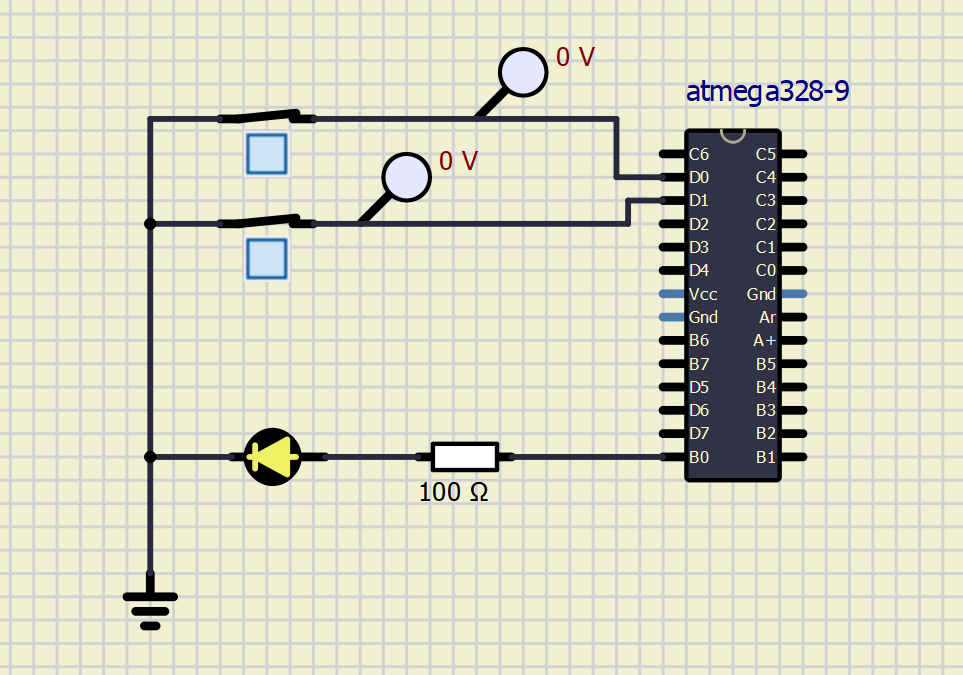 0 V
atmega328-9
0 V
C6 C5
D0 C4
D1 C3
D2 C2
D3 C1
D4 C0
Vcc Gnd
Gnd Ar
B6 A+
B7 B5
D5 B4
D6 B3
D7 B2
B0 B1
100 Ω